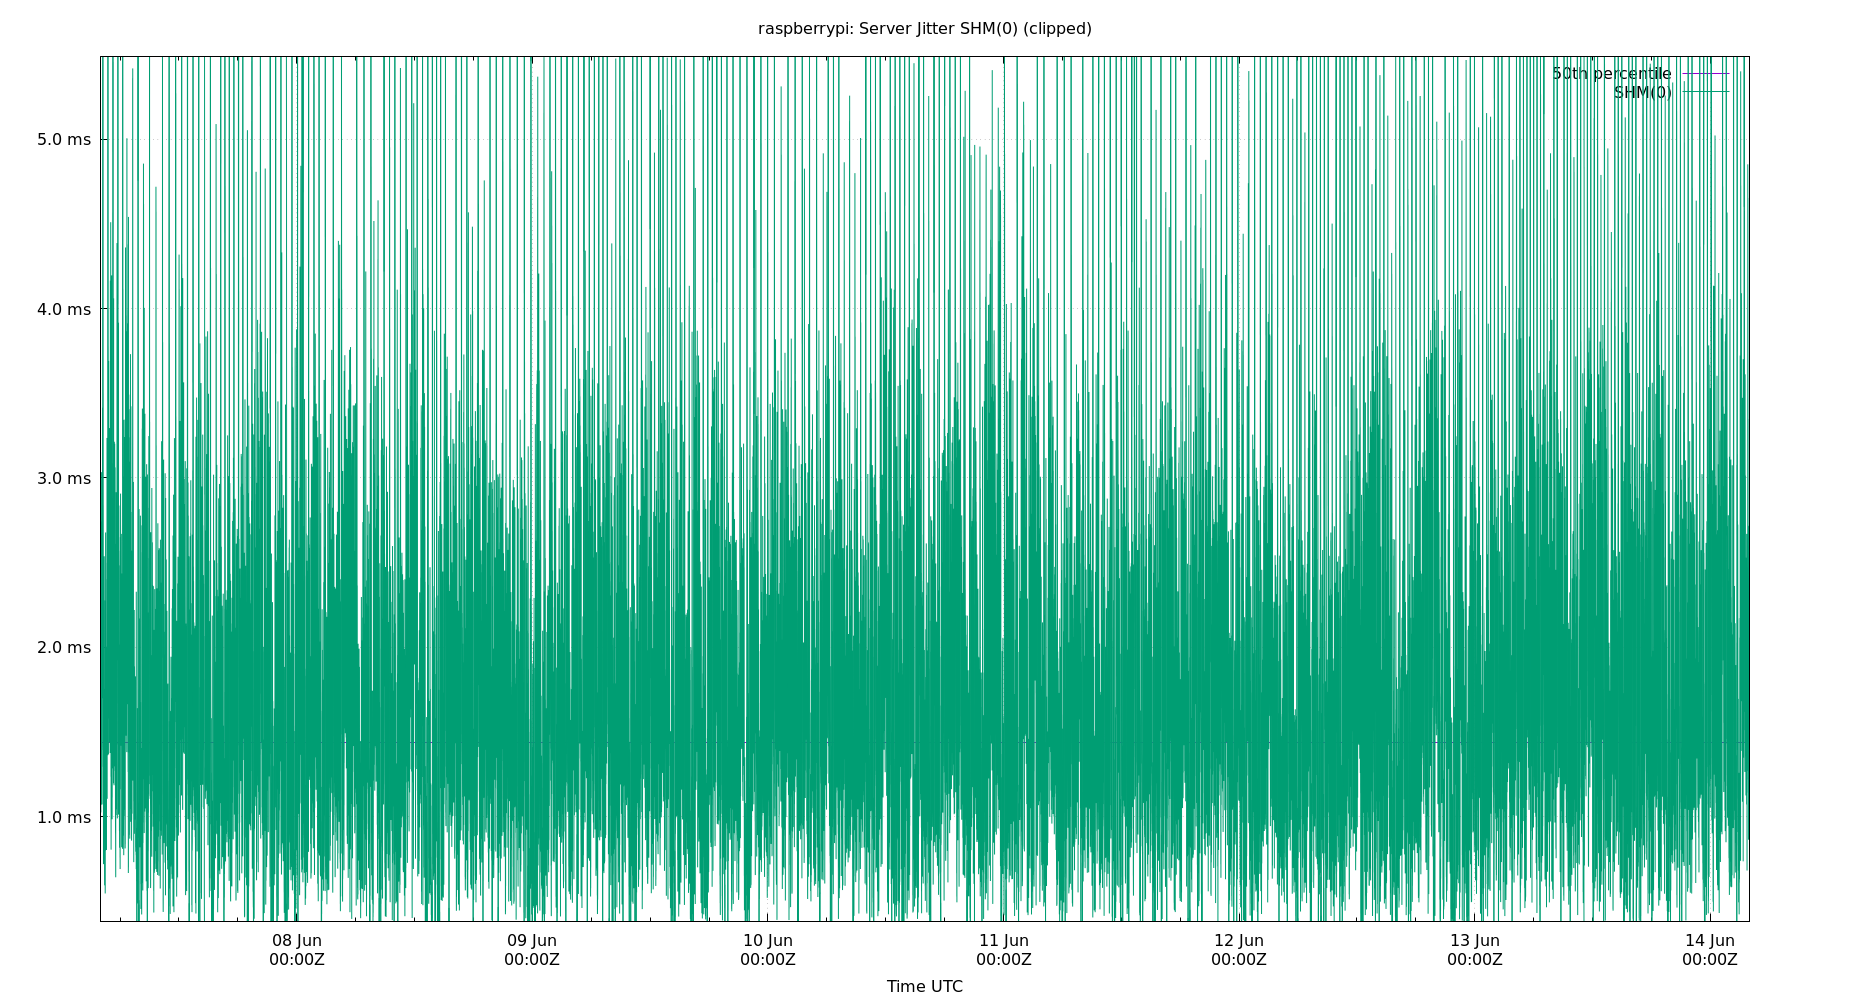 raspberrypi: Server Jitter SHM(0) (clipped)
50th percentile
SHM(0)
5.0 ms
4.0 ms
3.0 ms
2.0 ms
1.0 ms
08 Jun
00:00Z
09 Jun
00:00Z
10 Jun
00:00Z
11 Jun
00:00Z
12 Jun
00:00Z
13 Jun
00:00Z
14 Jun
00:00Z
Time UTC